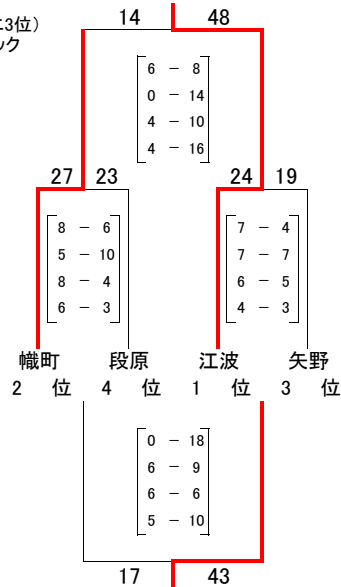 14 48
ニ3位）
ック
6 − 8
0 − 14
4 − 10
4 − 16
27 23 24 19
8 − 6 7 − 4
5 − 10 7 − 7
8 − 4 6 − 5
6 − 3 4 − 3
幟町 段原 江波 矢野
2 位 4 位 1 位 3 位
0 − 18
6 − 9
6 − 6
5 − 10
17 43